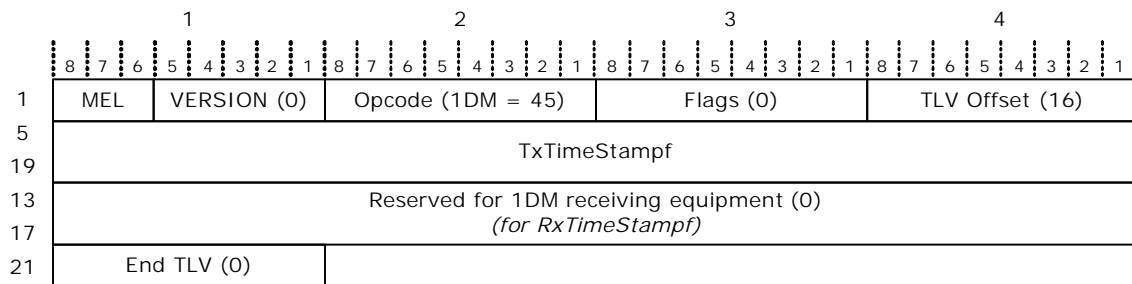 1 2 3 4
8 7 6 5 4 3 2 1 8 7 6 5 4 3 2 1 8 7 6 5 4 3 2 1 8 7 6 5 4 3 2 1
1 MEL VERSION (0) Opcode (1DM = 45) Flags (0) TLV Offset (16)
5
TxTimeStampf
19
13 Reserved for 1DM receiving equipment (0)
17 (for RxTimeStampf)
21 End TLV (0)